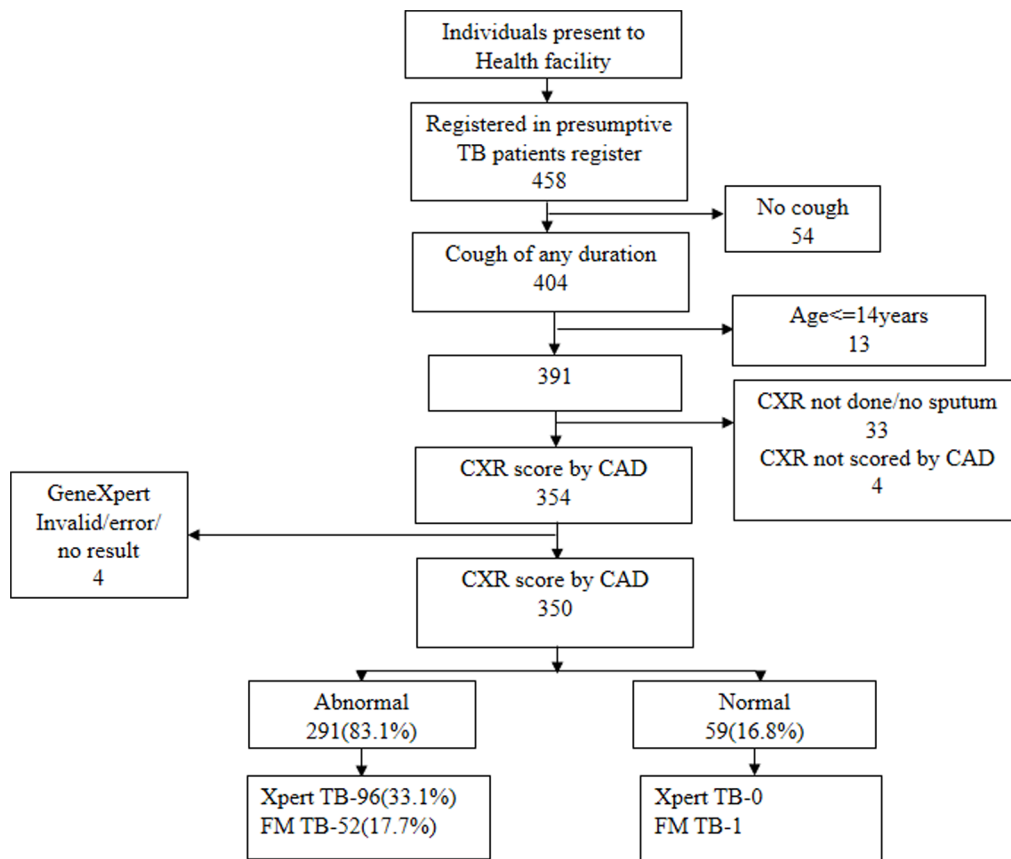 Individuals present to
Health facility
Registered in presumptive
TB patients register
458
No cough
54
Cough of any duration
404
Age<=14years
13
391
CXR not done/no sputum
33
CXR not scored by CAD
4
CXR score by CAD
354
GeneXpert
Invalid/error/
no result
4
CXR score by CAD
350
Abnormal
291(83.1%)
Normal
59(16.8%)
Xpert TB-96(33.1%)
FM TB-52(17.7%)
Xpert TB-0
FM TB-1